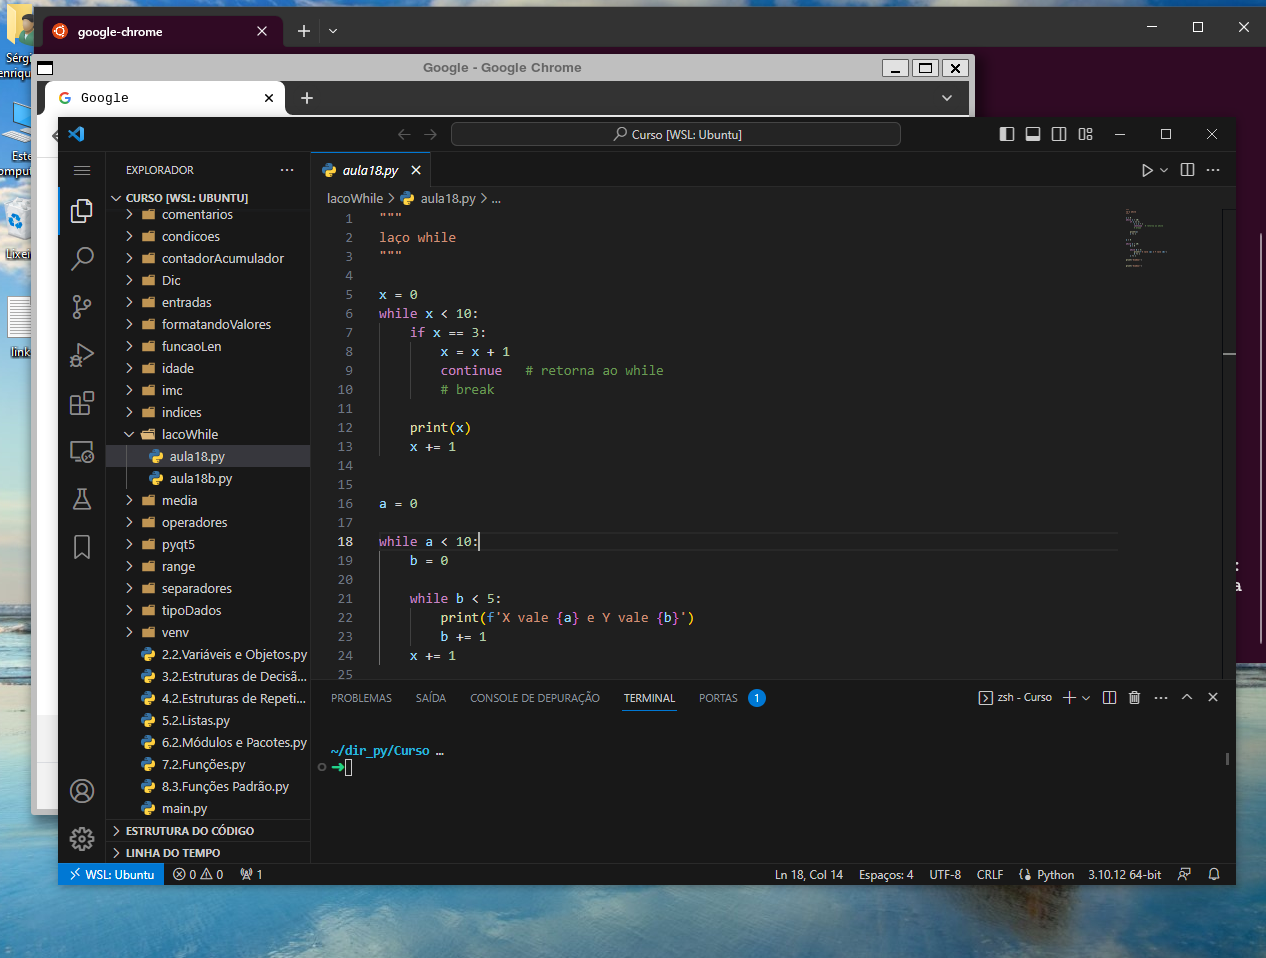 google-chrome
Sérgi
enriqu
Google - Google Chrome
Google
Este
omput
Lixei
link
Curso [WSL: Ubuntu]
EXPLORADOR
CURSO [WSL: UBUNTU]
comentarios
condicoes
contadorAcumulador
Dic
entradas
formatandoValores
funcaoLen
idade
imc
indices
lacoWhile
aula18.py
aula18b.py
media
operadores
pyqt5
range
separadores
tipoDados
venv
2.2.Variáveis e Objetos.py
3.2.Estruturas de Decisã...
4.2.Estruturas de Repeti...
5.2.Listas.py
6.2.Módulos e Pacotes.py
7.2.Funções.py
8.3.Funções Padrão.py
main.py
ESTRUTURA DO CÓDIGO
LINHA DO TEMPO
aula18.py
lacoWhile > aula18.py > ...
1 """
2 laço while
3 """
4
5 x = 0
6 while x < 10:
7 if x == 3:
8 x = x + 1
9 continue # retorna ao while
10 # break
11
12 print(x)
13 x += 1
14
15
16 a = 0
17
18 while a < 10:
19 b = 0
20
21 while b < 5:
22 print(f'X vale {a} e Y vale {b}')
23 b += 1
24 x += 1
25
:
a
PROBLEMAS SAÍDA CONSOLE DE DEPURAÇÃO TERMINAL PORTAS 1 zsh - Curso
~/dir_py/Curso …
WSL: Ubuntu 0 0 1 Ln 18, Col 14 Espaços: 4 UTF-8 CRLF Python 3.10.12 64-bit